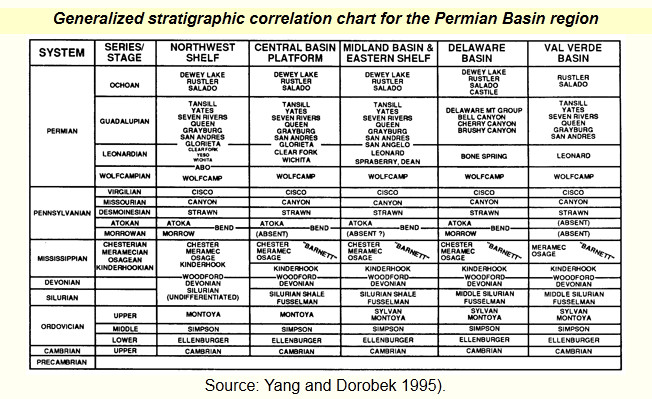 Generalized stratigraphic correlation chart for the Permian Basin region
SYSTEM
SERIES/
STAGE
NORTHWEST
SHELF
CENTRAL BASIN
PLATFORM
MIDLAND BASIN &
EASTERN SHELF
DELAWARE
BASIN
VAL VERDE
BASIN
PERMIAN
OCHOAN
DEWEY LAKE
RUSTLER
SALADO
DEWEY LAKE
RUSTLER
SALADO
DEWEY LAKE
RUSTLER
SALADO
DEWEY LAKE
RUSTLER
SALADO
CASTILE
RUSTLER
SALADO
GUADALUPIAN
TANSILL
YATES
SEVEN RIVERS
QUEEN
GRAYBURG
SAN ANDRES
GLORIETA
TANSILL
YATES
SEVEN RIVERS
QUEEN
GRAYBURG
SAN ANDRES
GLORIETA
TANSILL
YATES
SEVEN RIVERS
QUEEN
GRAYBURG
SAN ANDRES
SAN ANGELO
DELAWARE MT GROUP
BELL CANYON
CHERRY CANYON
BRUSHY CANYON
TANSILL
YATES
SEVEN RIVERS
QUEEN
GRAYBURG
SAN ANDRES
LEONARDIAN
CLEAR FORK
YESO
WICHITA
CLEAR FORK
WICHITA
LEONARD
SPRABERRY, DEAN
BONE SPRING
LEONARD
WOLFCAMPIAN
ABO
WOLFCAMP
WOLFCAMP
WOLFCAMP
WOLFCAMP
WOLFCAMP
PENNSYLVANIAN
VIRGILIAN
CISCO
CISCO
CISCO
CISCO
CISCO
MISSOURIAN
CANYON
CANYON
CANYON
CANYON
CANYON
DESMOINESIAN
STRAWN
STRAWN
STRAWN
STRAWN
STRAWN
ATOKAN
MORROWAN
ATOKA
MORROW
BEND
ATOKA
(ABSENT)
BEND
ATOKA
(ABSENT ?)
BEND
ATOKA
MORROW
BEND
(ABSENT)
(ABSENT)
MISSISSIPPIAN
CHESTERIAN
MERAMECIAN
OSAGEAN
KINDERHOOKIAN
CHESTER
MERAMEC
OSAGE
KINDERHOOK
CHESTER
MERAMEC
OSAGE
"BARNETT"
KINDERHOOK
CHESTER
MERAMEC
OSAGE
"BARNETT"
KINDERHOOK
CHESTER
MERAMEC
OSAGE
"BARNETT"
KINDERHOOK
MERAMEC
OSAGE
"BARNETT"
KINDERHOOK
DEVONIAN
WOODFORD
DEVONIAN
WOODFORD
DEVONIAN
WOODFORD
DEVONIAN
WOODFORD
DEVONIAN
WOODFORD
DEVONIAN
SILURIAN
SILURIAN
(UNDIFFERENTIATED)
SILURIAN SHALE
FUSSELMAN
SILURIAN SHALE
FUSSELMAN
MIDDLE SILURIAN
FUSSELMAN
MIDDLE SILURIAN
FUSSELMAN
ORDOVICIAN
UPPER
MONTOYA
MONTOYA
SYLVAN
MONTOYA
SYLVAN
MONTOYA
SYLVAN
MONTOYA
MIDDLE
SIMPSON
SIMPSON
SIMPSON
SIMPSON
SIMPSON
LOWER
ELLENBURGER
ELLENBURGER
ELLENBURGER
ELLENBURGER
ELLENBURGER
CAMBRIAN
UPPER
CAMBRIAN
CAMBRIAN
CAMBRIAN
CAMBRIAN
CAMBRIAN
PRECAMBRIAN
Source: Yang and Dorobek 1995).